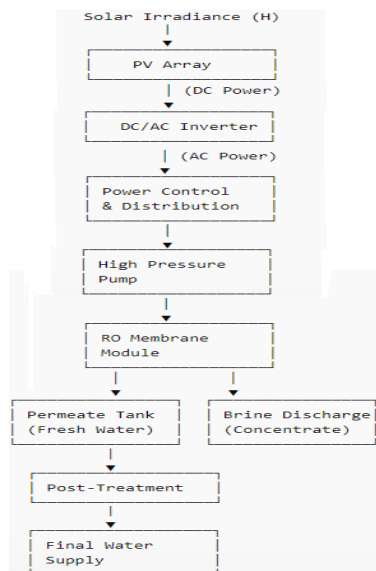 Solar Irradiance (H)
PV Array
(DC Power)
DC/AC Inverter
(AC Power)
Power Control
& Distribution
High Pressure
Pump
RO Membrane
Module
Permeate Tank
(Fresh Water)
Brine Discharge
(Concentrate)
Post-Treatment
Final Water
Supply